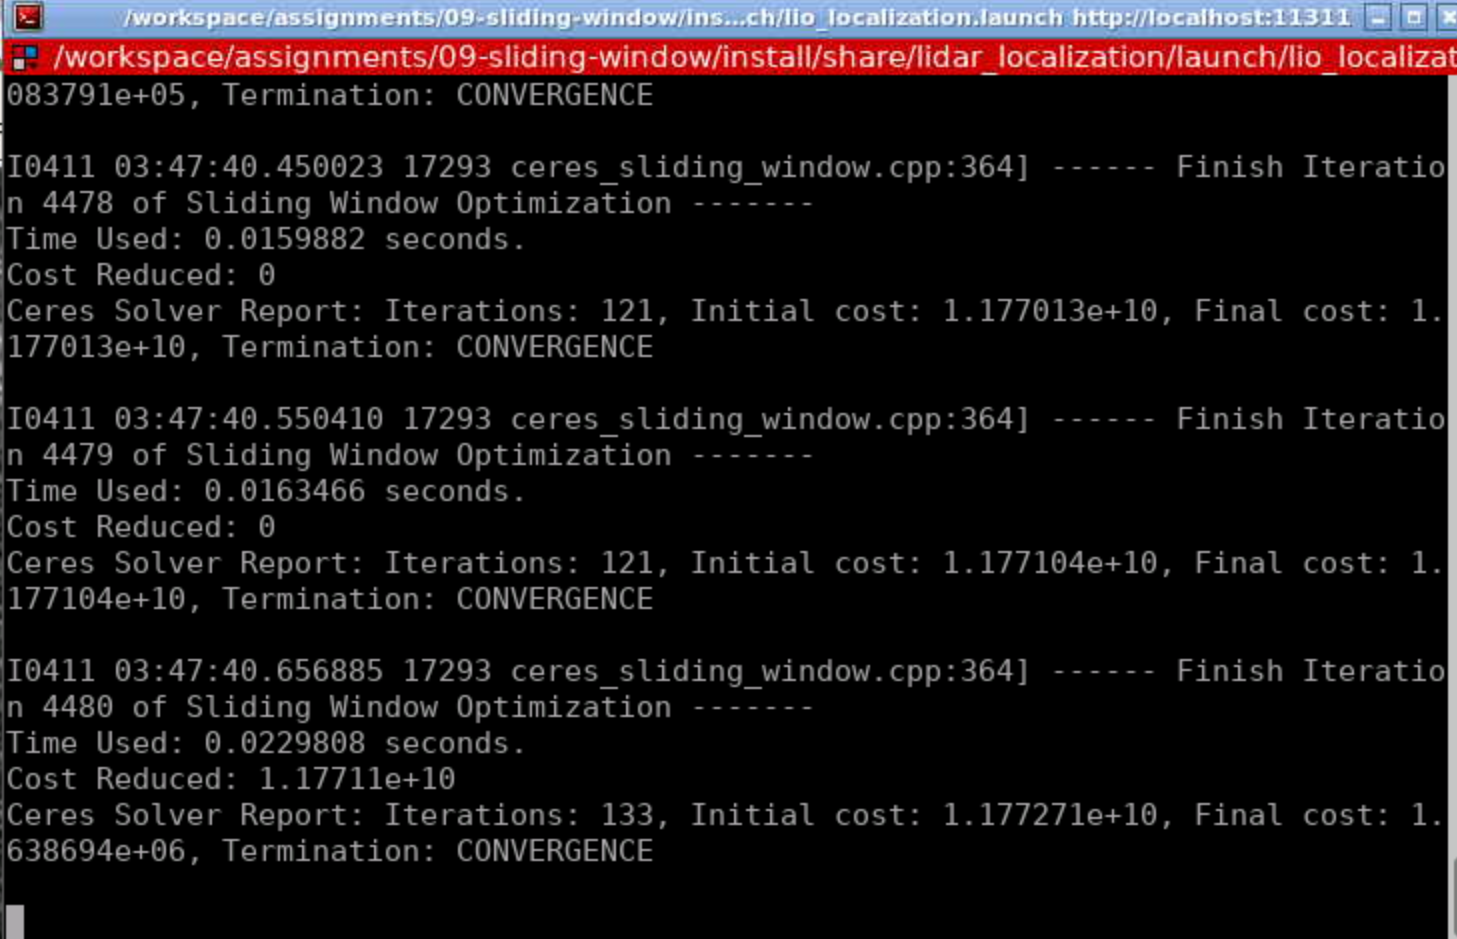 /workspace/assignments/09-sliding-window/ins...ch/lio_localization.launch http://localhost:11311
/workspace/assignments/09-sliding-window/install/share/lidar_localization/launch/lio_localizat
083791e+05, Termination: CONVERGENCE
I0411 03:47:40.450023 17293 ceres_sliding_window.cpp:364] ------ Finish Iteratio
n 4478 of Sliding Window Optimization -------
Time Used: 0.0159882 seconds.
Cost Reduced: 0
Ceres Solver Report: Iterations: 121, Initial cost: 1.177013e+10, Final cost: 1.
177013e+10, Termination: CONVERGENCE
I0411 03:47:40.550410 17293 ceres_sliding_window.cpp:364] ------ Finish Iteratio
n 4479 of Sliding Window Optimization -------
Time Used: 0.0163466 seconds.
Cost Reduced: 0
Ceres Solver Report: Iterations: 121, Initial cost: 1.177104e+10, Final cost: 1.
177104e+10, Termination: CONVERGENCE
I0411 03:47:40.656885 17293 ceres_sliding_window.cpp:364] ------ Finish Iteratio
n 4480 of Sliding Window Optimization -------
Time Used: 0.0229808 seconds.
Cost Reduced: 1.17711e+10
Ceres Solver Report: Iterations: 133, Initial cost: 1.177271e+10, Final cost: 1.
638694e+06, Termination: CONVERGENCE